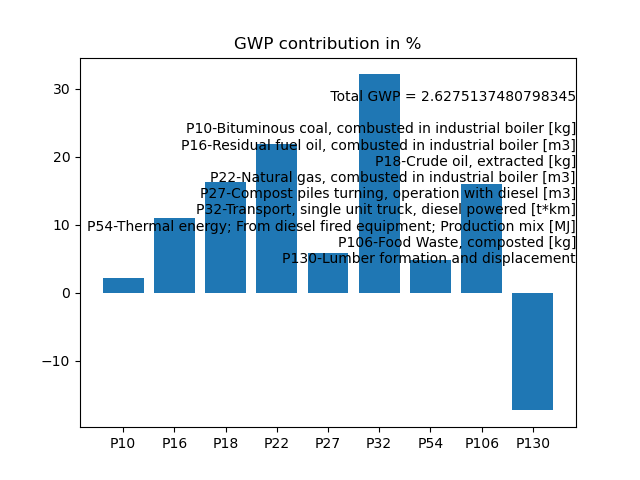 GWP contribution in %
Total GWP = 2.6275137480798345
P10-Bituminous coal, combusted in industrial boiler [kg]
P16-Residual fuel oil, combusted in industrial boiler [m3]
P18-Crude oil, extracted [kg]
P22-Natural gas, combusted in industrial boiler [m3]
P27-Compost piles turning, operation with diesel [m3]
P32-Transport, single unit truck, diesel powered [t*km]
P54-Thermal energy; From diesel fired equipment; Production mix [MJ]
P106-Food Waste, composted [kg]
P130-Lumber formation and displacement
30
20
10
0
−10
P10 P16 P18 P22 P27 P32 P54 P106 P130